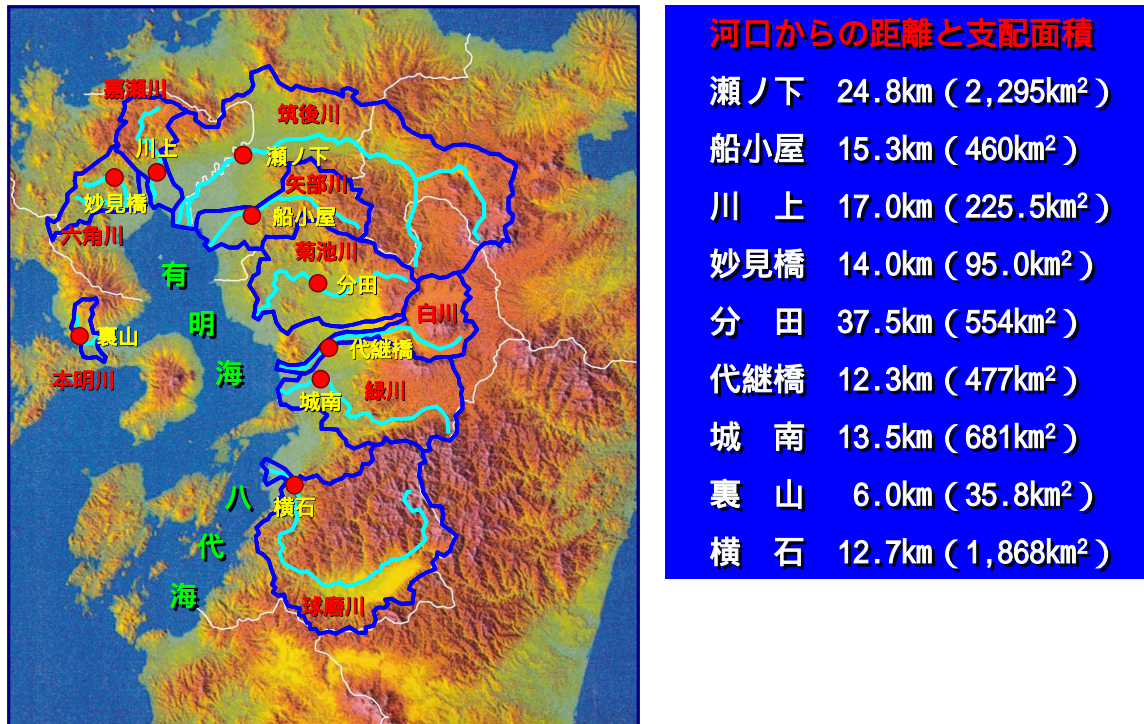 嘉瀬川
筑後川
川上
瀬ノ下
矢部川
妙見橋
船小屋
六角川
菊池川
有
明
海
分田
白川
裏山
代継橋
本明川
緑川
城南
八
代
海
横石
球磨川
河口からの距離と支配面積
瀬ノ下 24.8km(2,295km²)
船小屋 15.3km(460km²)
川 上 17.0km(225.5km²)
妙見橋 14.0km(95.0km²)
分 田 37.5km(554km²)
代継橋 12.3km(477km²)
城 南 13.5km(681km²)
裏 山 6.0km(35.8km²)
横 石 12.7km(1,868km²)